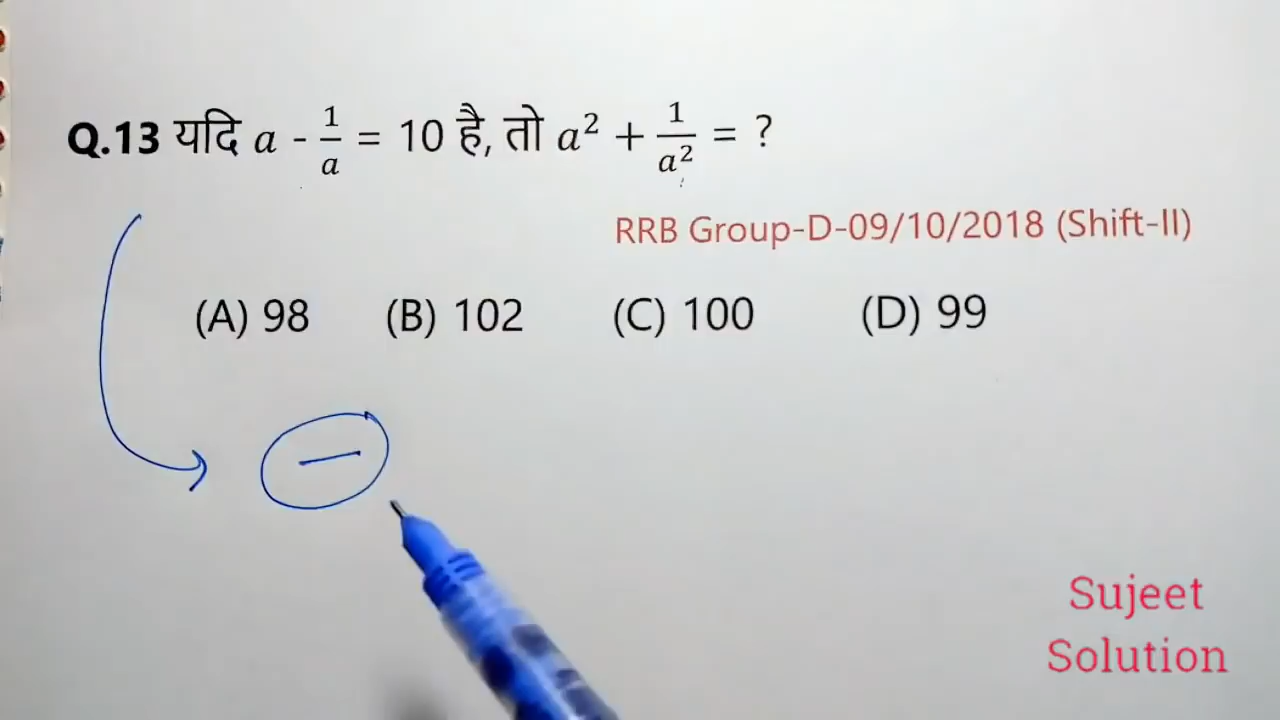 Q.13 यदि a - 1/a = 10 है, तो a² + 1/a² = ?
RRB Group-D-09/10/2018 (Shift-II)
(A) 98 (B) 102 (C) 100 (D) 99
Sujeet
Solution